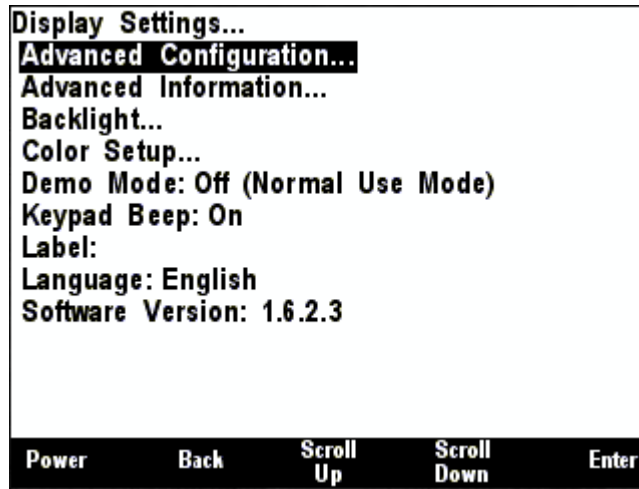 Display Settings...
Advanced Configuration...
Advanced Information...
Backlight...
Color Setup...
Demo Mode: Off (Normal Use Mode)
Keypad Beep: On
Label:
Language: English
Software Version: 1.6.2.3
Power Back Scroll Up Scroll Down Enter